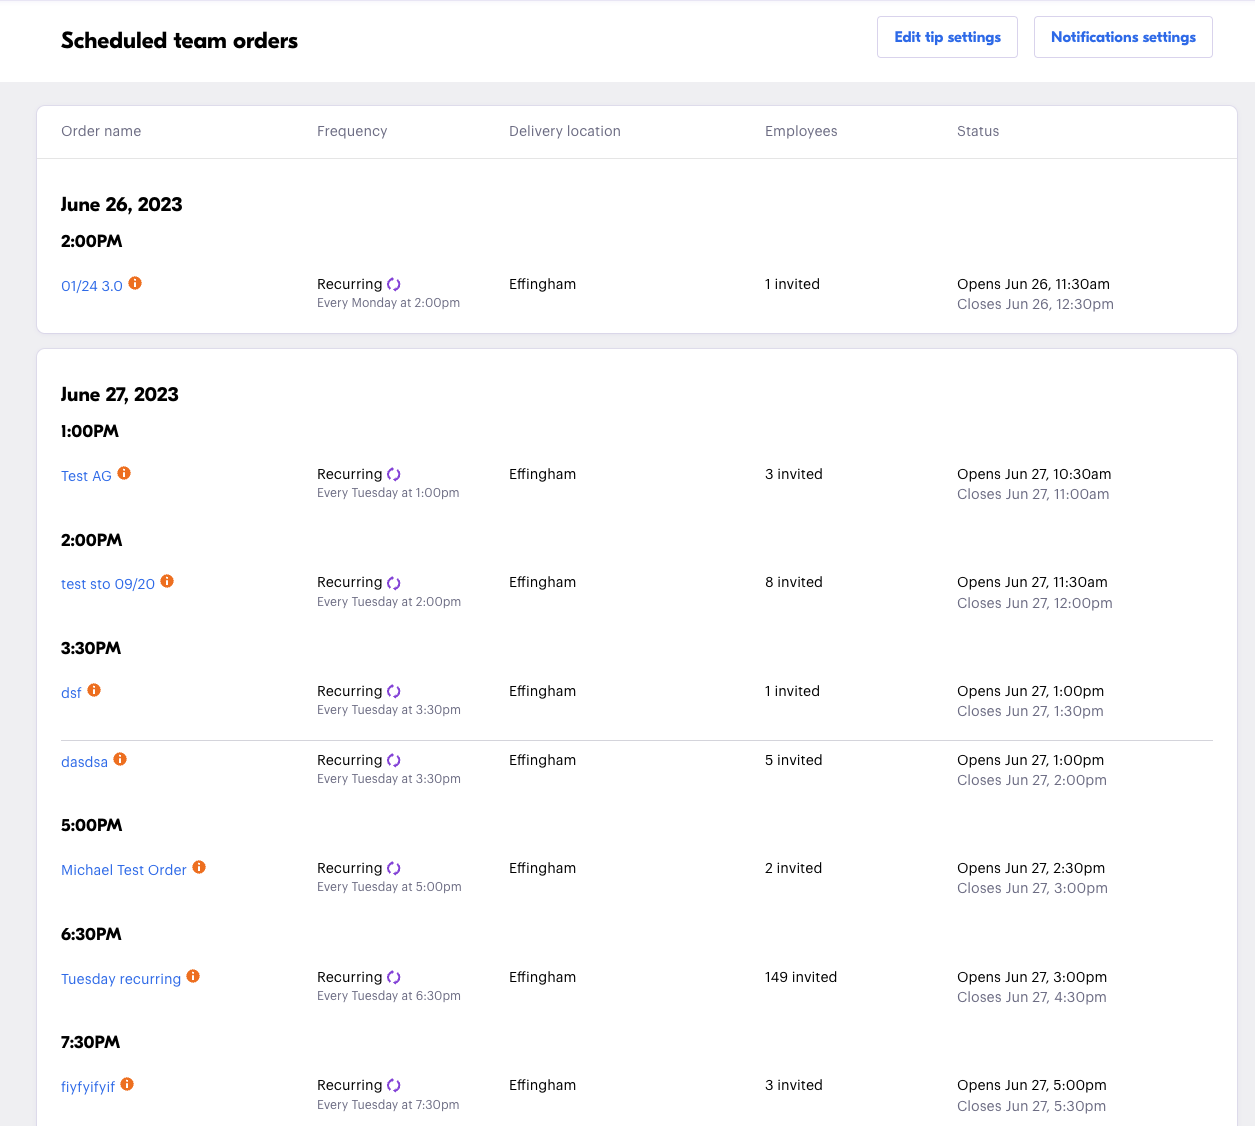 Scheduled team orders
Edit tip settings
Notifications settings
Order name Frequency Delivery location Employees Status
June 26, 2023
2:00PM
01/24 3.0 Recurring Effingham 1 invited Opens Jun 26, 11:30am
Every Monday at 2:00pm Closes Jun 26, 12:30pm
June 27, 2023
1:00PM
Test AG Recurring Effingham 3 invited Opens Jun 27, 10:30am
Every Tuesday at 1:00pm Closes Jun 27, 11:00am
2:00PM
test sto 09/20 Recurring Effingham 8 invited Opens Jun 27, 11:30am
Every Tuesday at 2:00pm Closes Jun 27, 12:00pm
3:30PM
dsf Recurring Effingham 1 invited Opens Jun 27, 1:00pm
Every Tuesday at 3:30pm Closes Jun 27, 1:30pm
dasdsa Recurring Effingham 5 invited Opens Jun 27, 1:00pm
Every Tuesday at 3:30pm Closes Jun 27, 2:00pm
5:00PM
Michael Test Order Recurring Effingham 2 invited Opens Jun 27, 2:30pm
Every Tuesday at 5:00pm Closes Jun 27, 3:00pm
6:30PM
Tuesday recurring Recurring Effingham 149 invited Opens Jun 27, 3:00pm
Every Tuesday at 6:30pm Closes Jun 27, 4:30pm
7:30PM
fiyfyifyif Recurring Effingham 3 invited Opens Jun 27, 5:00pm
Every Tuesday at 7:30pm Closes Jun 27, 5:30pm